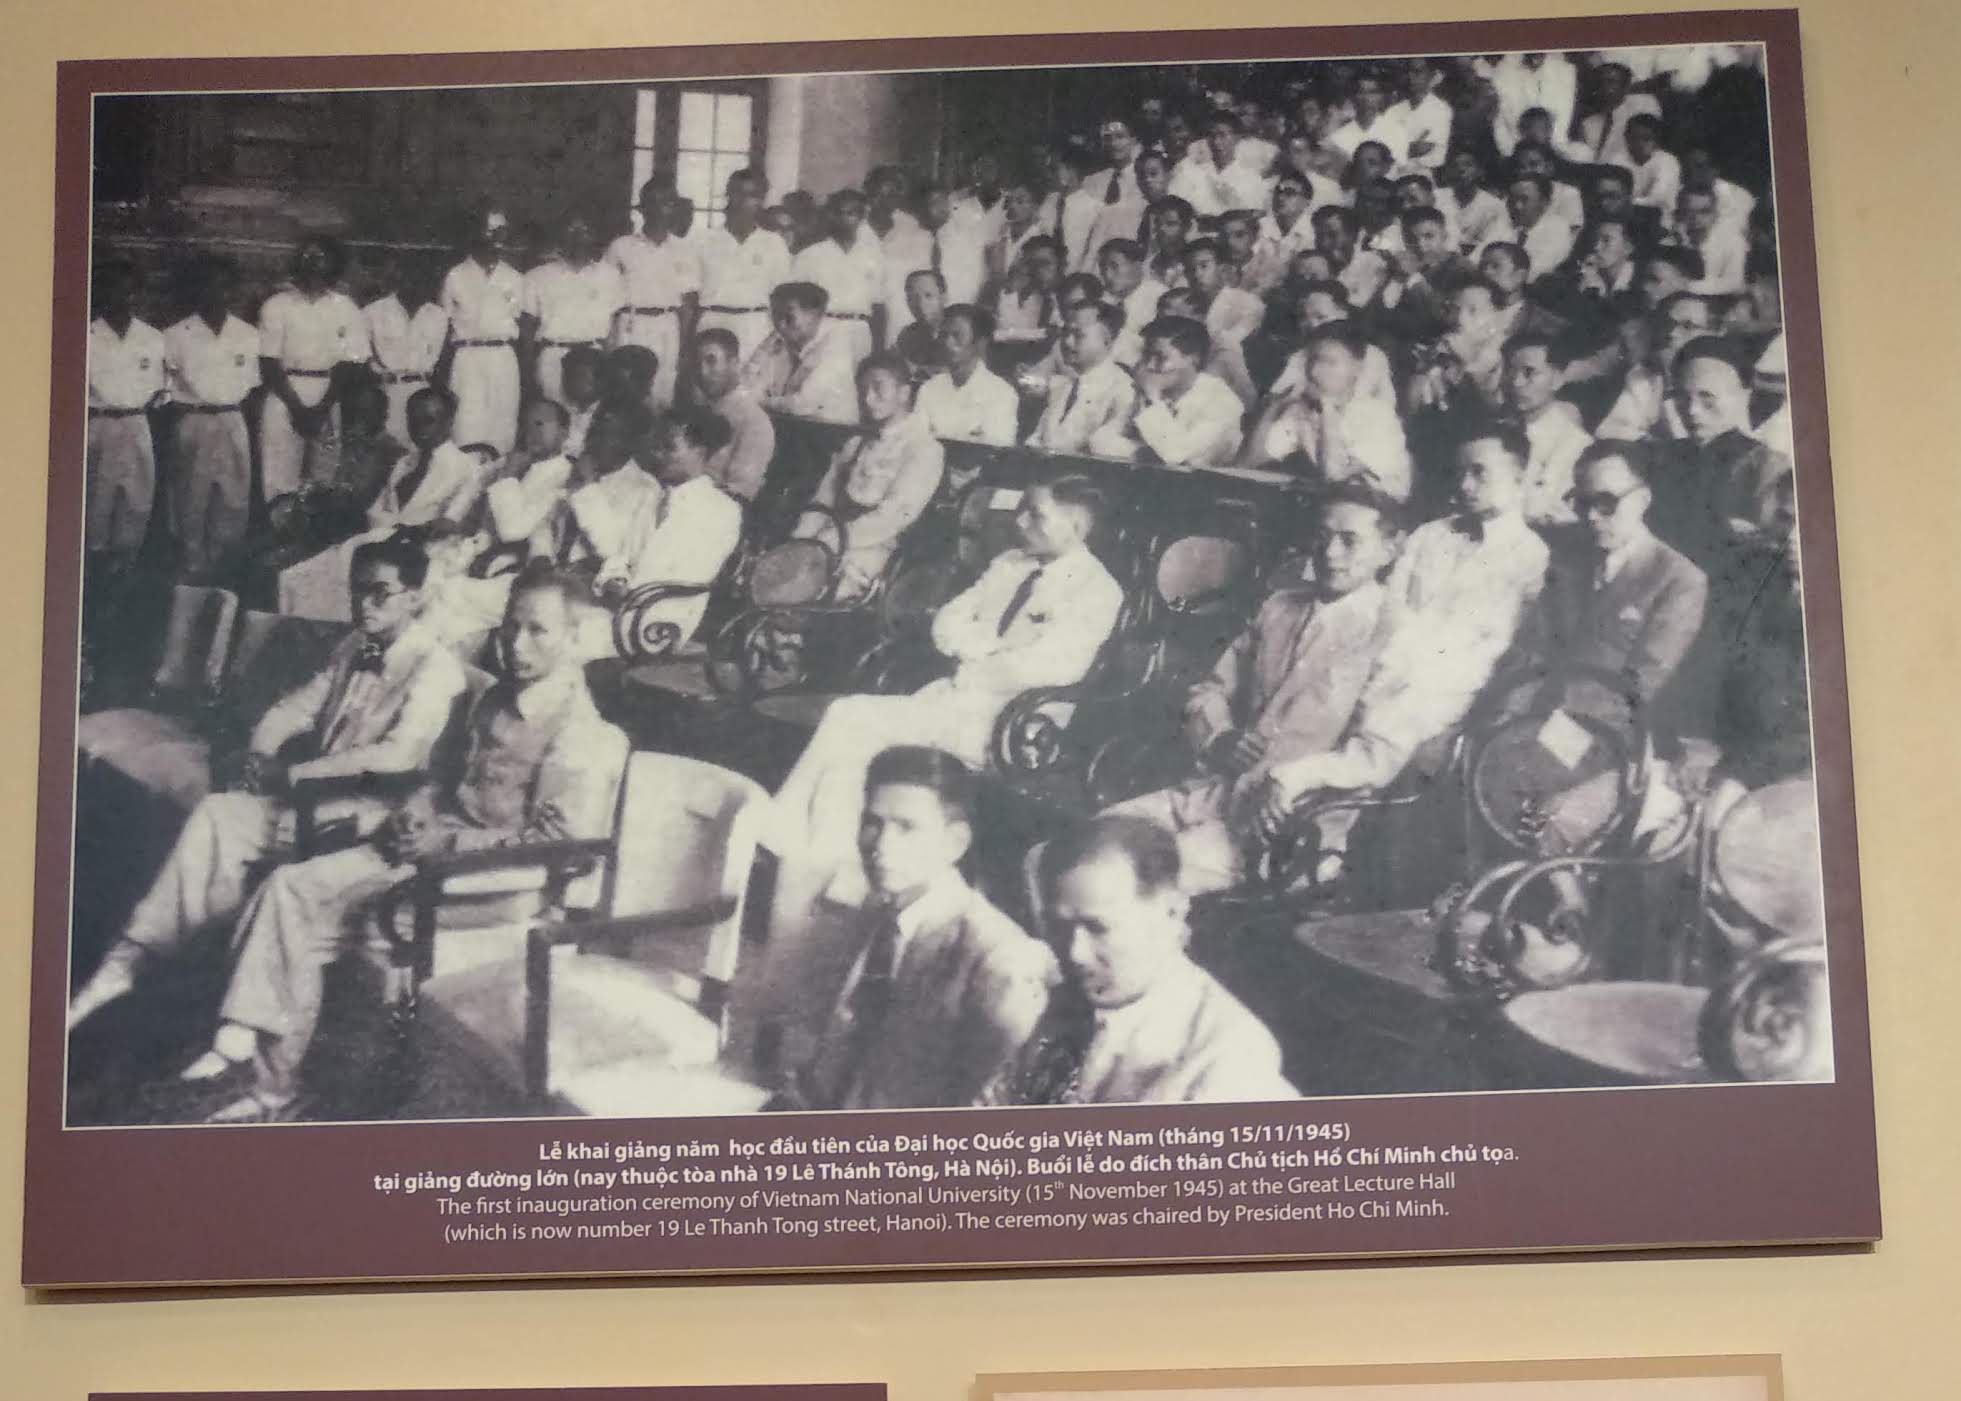 Lễ khai giảng năm học đầu tiên của Đại học Quốc gia Việt Nam (tháng 15/11/1945)
tại giảng đường lớn (nay thuộc tòa nhà 19 Lê Thánh Tông, Hà Nội). Buổi lễ do đích thân Chủ tịch Hồ Chí Minh chủ tọa.
The first inauguration ceremony of Vietnam National University (15th November 1945) at the Great Lecture Hall
(which is now number 19 Le Thanh Tong street, Hanoi). The ceremony was chaired by President Ho Chi Minh.